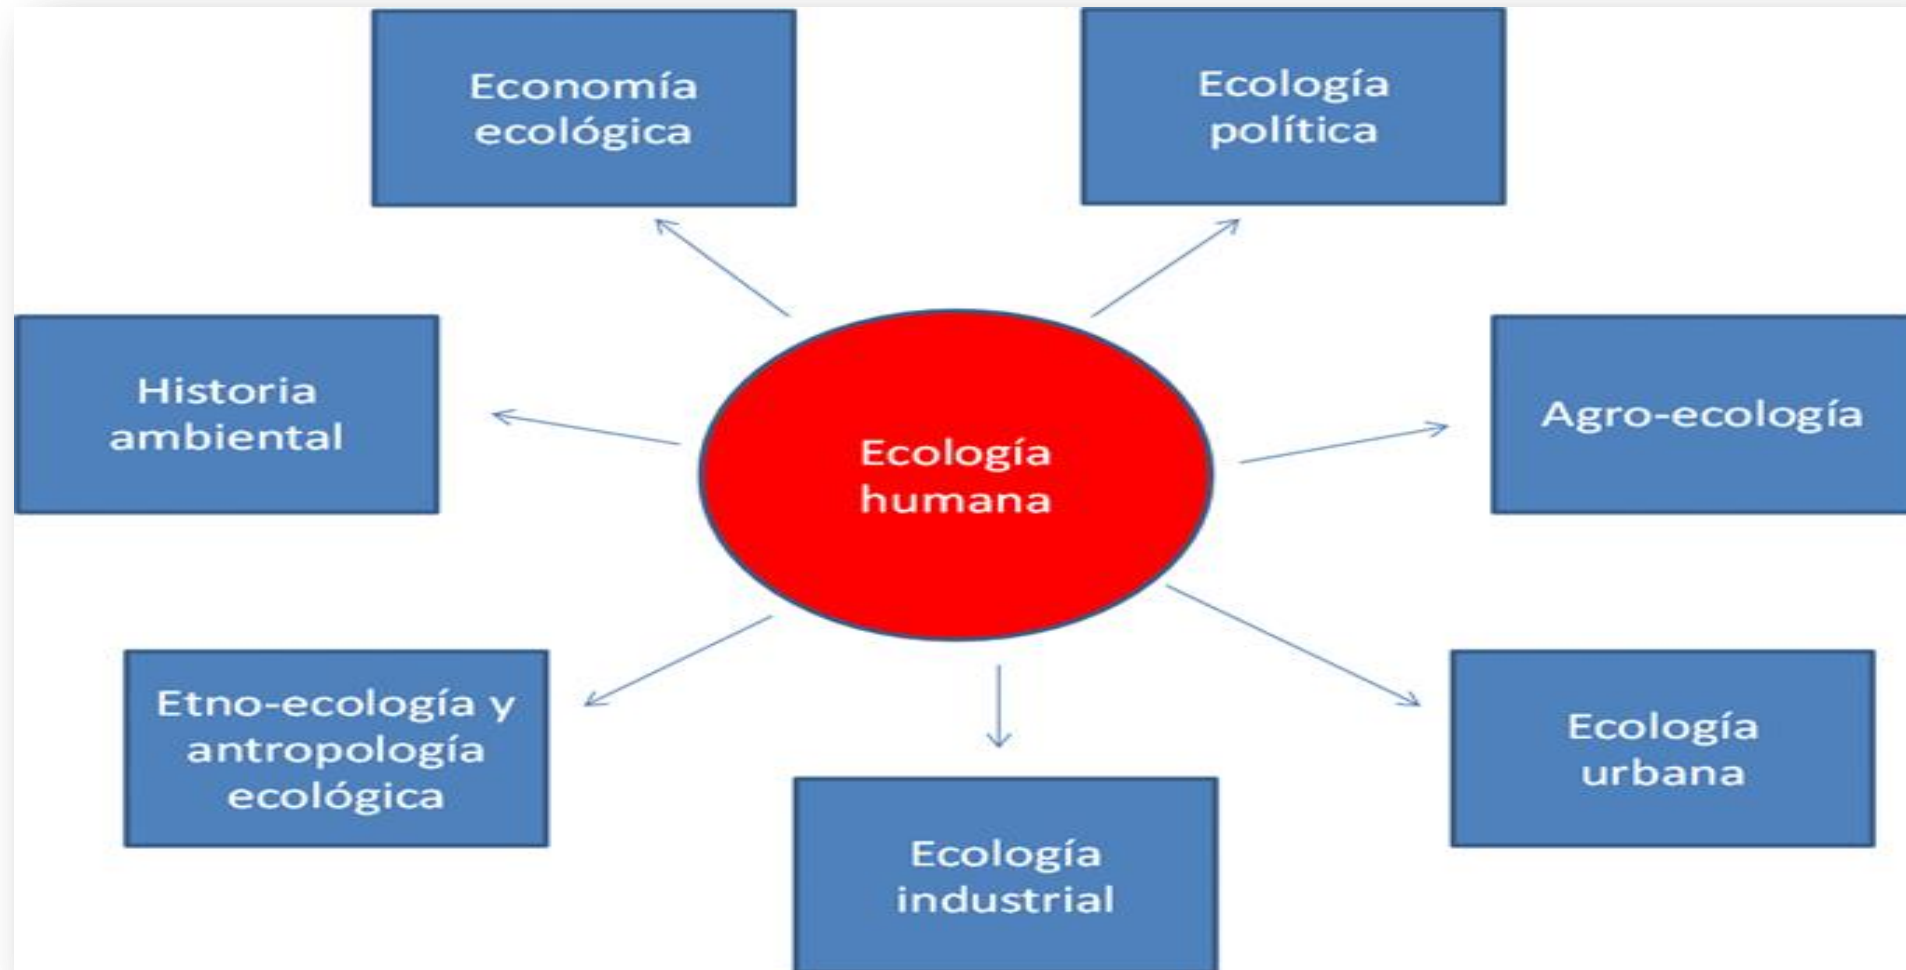 Economía
ecológica
Ecología
política
Historia
ambiental
Ecología
humana
Agro-ecología
Etno-ecología y
antropología
ecológica
Ecología
industrial
Ecología
urbana